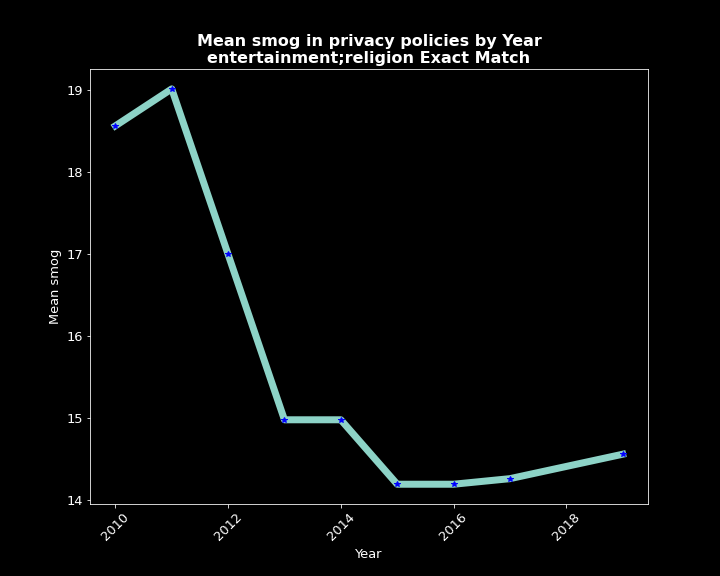 Mean smog in privacy policies by Year
entertainment;religion Exact Match
Mean smog
19
18
17
16
15
14
2010
2012
2014
2016
2018
Year